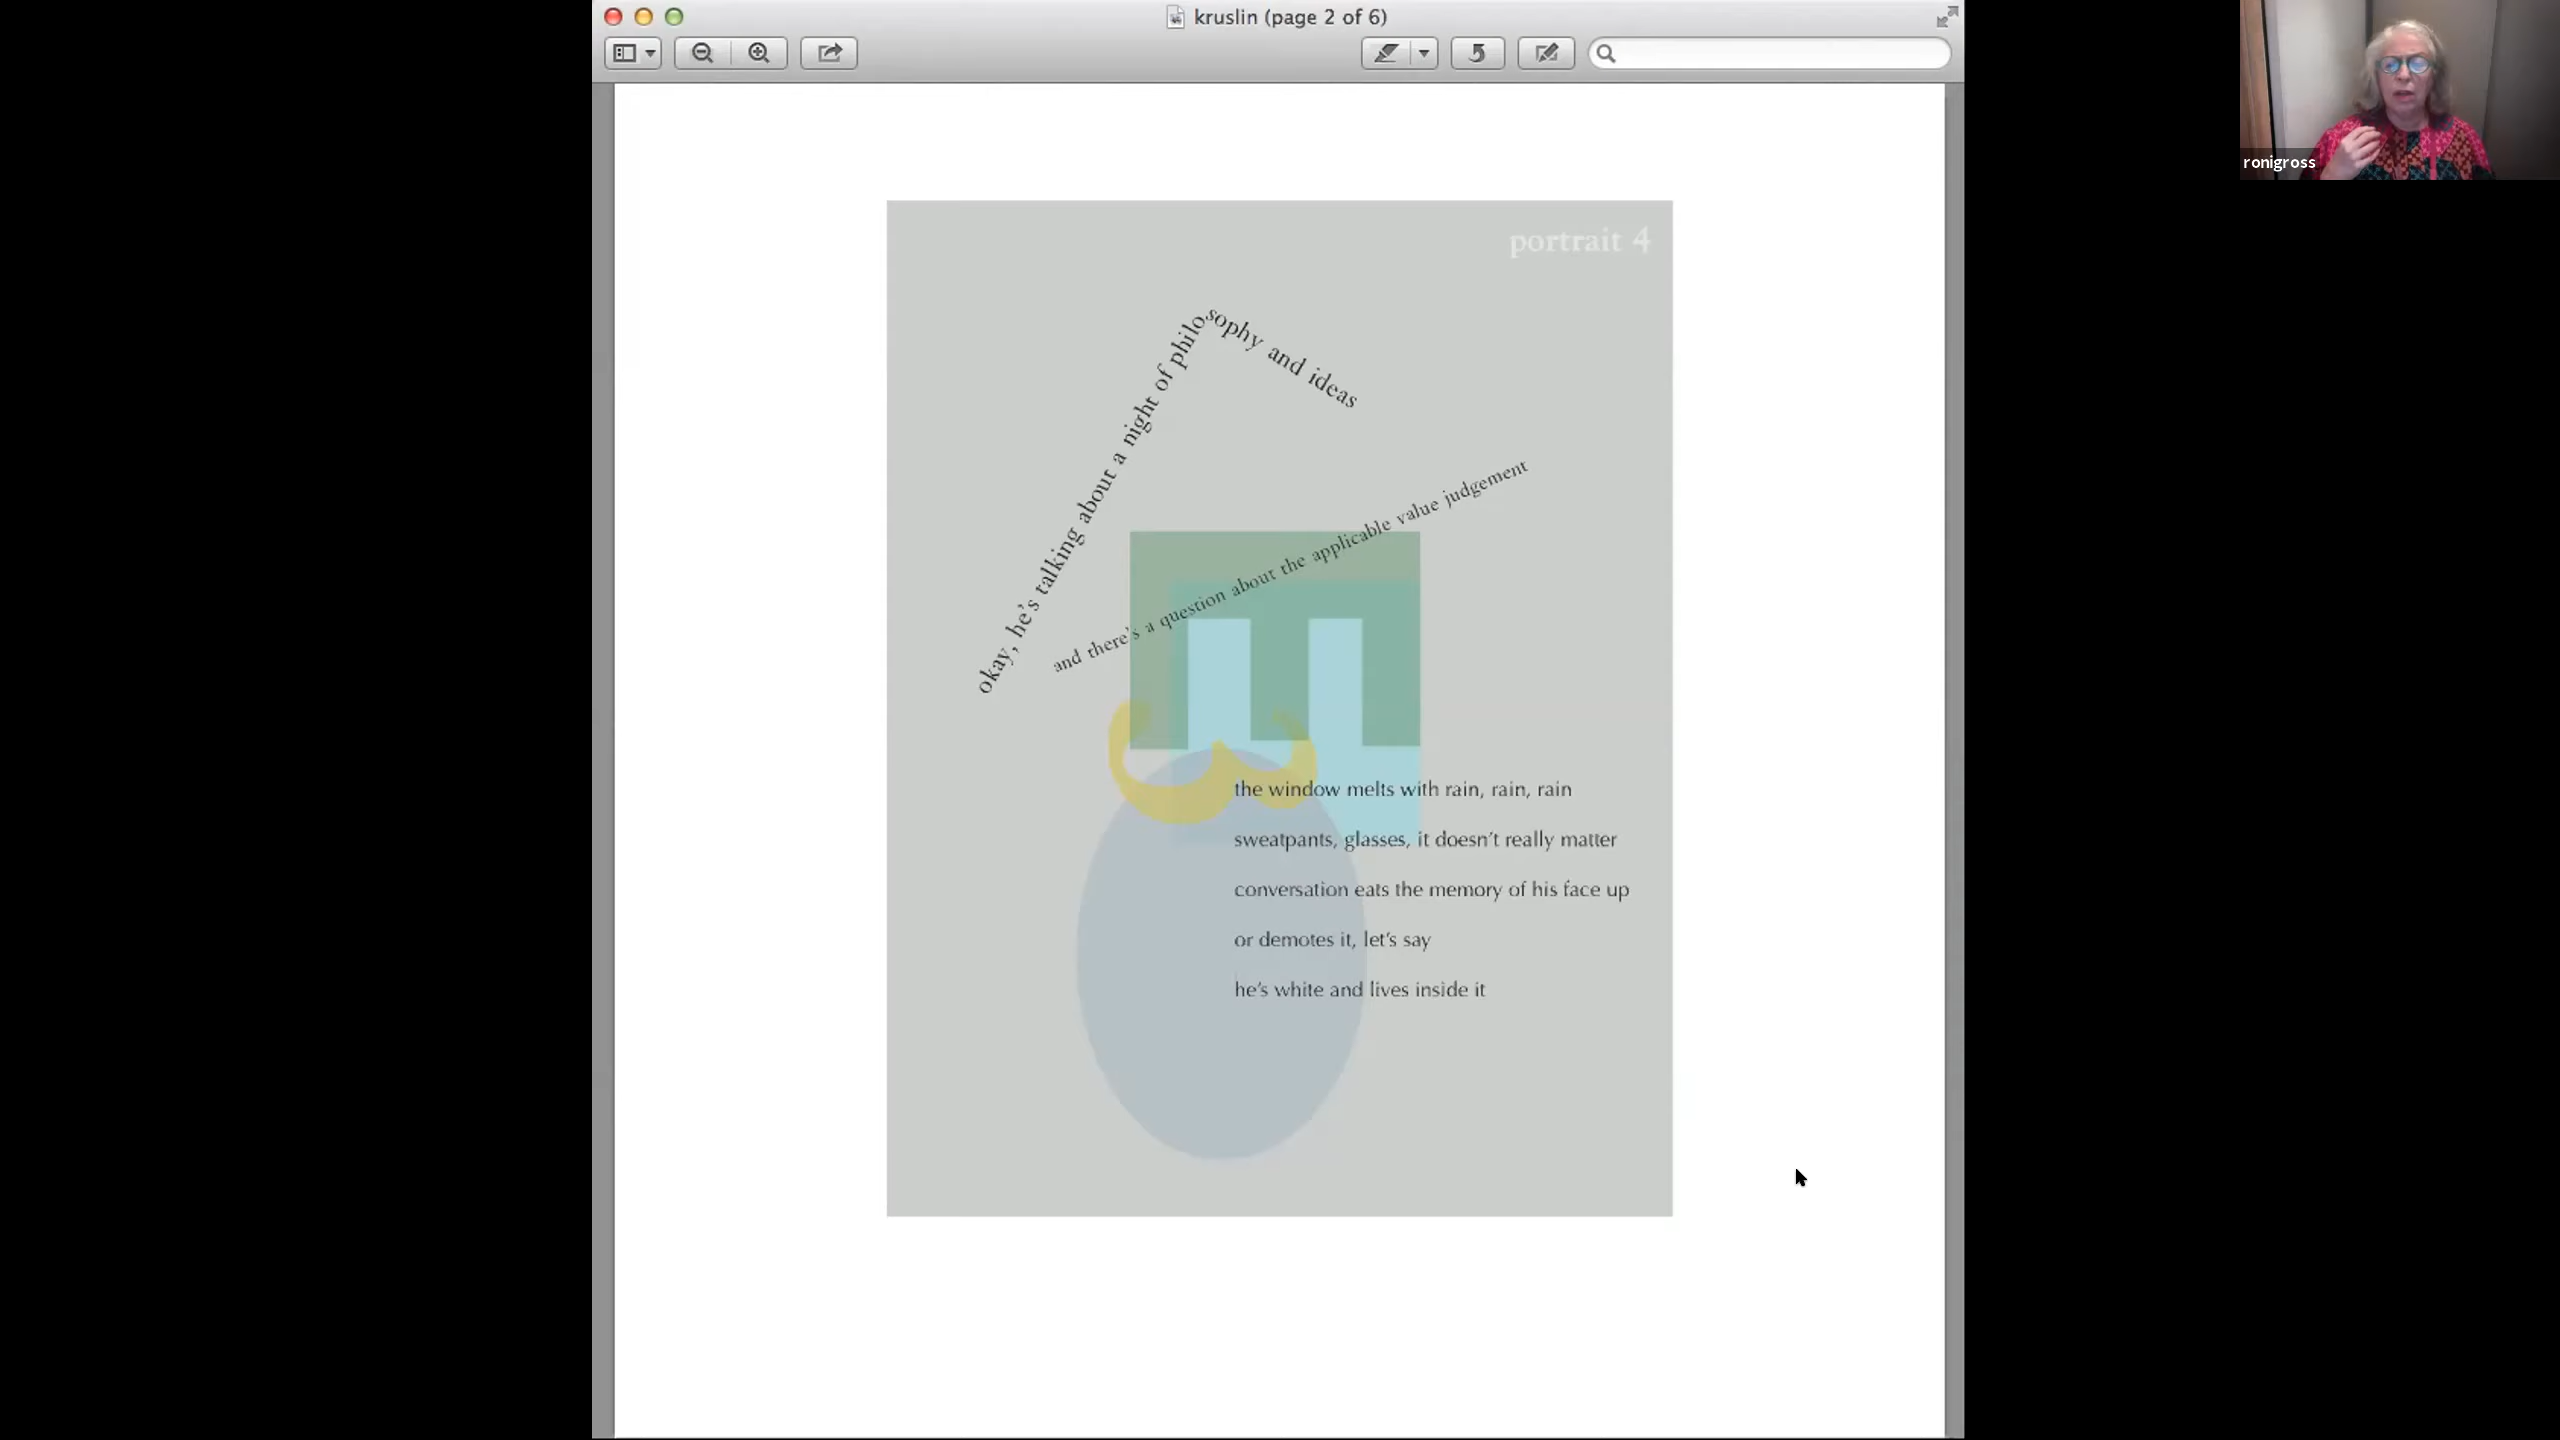 kruslin (page 2 of 6)
ronigross
portrait 4
okay, he's talking about a night of philosophy and ideas
and there's a question about the applicable value judgement
the window melts with rain, rain, rain
sweatpants, glasses, it doesn't really matter
conversation eats the memory of his face up
or demotes it, let's say
he's white and lives inside it